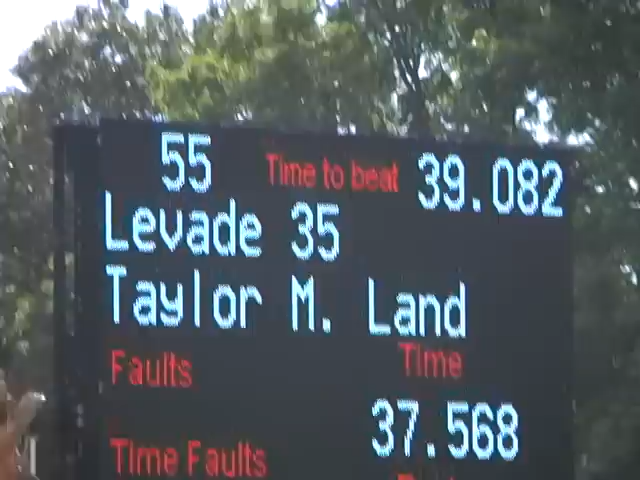 55 Time to beat 39.082
Levade 35
Taylor M. Land
Faults Time
37.568
Time Faults